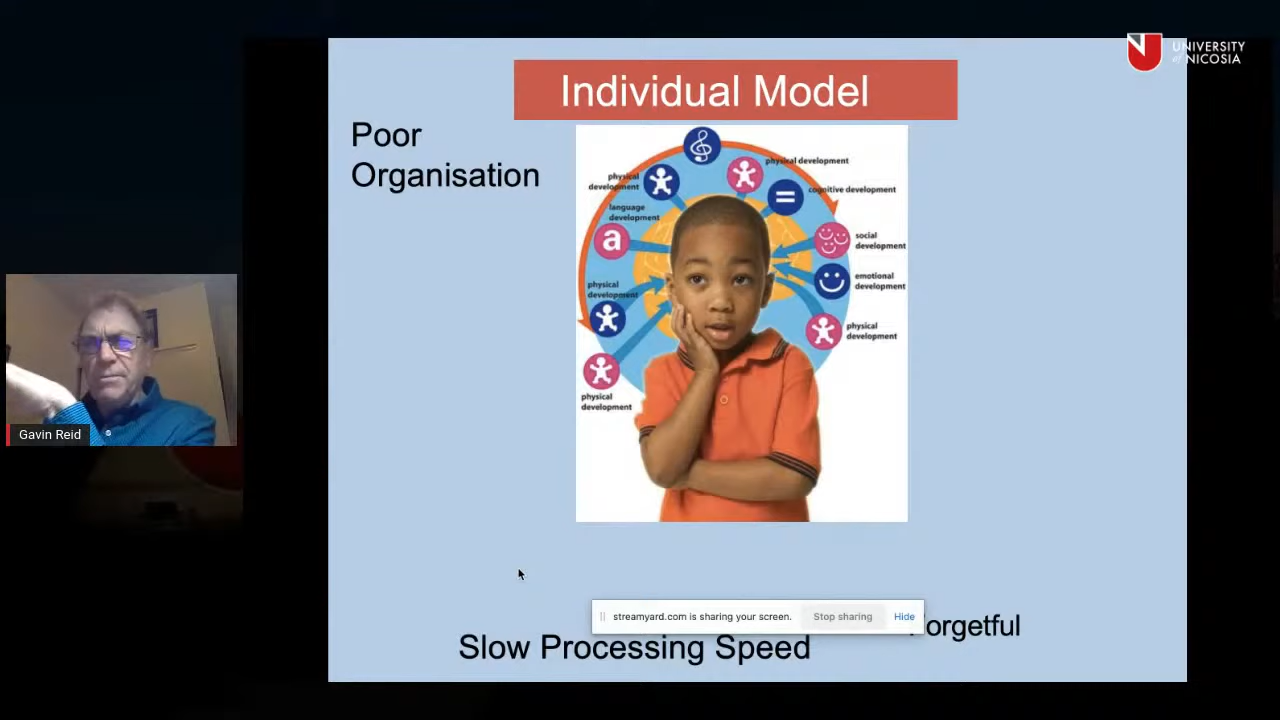 UNIVERSITY
of NICOSIA
Individual Model
Poor
Organisation
physical development
physical
development
cognitive development
language
development
a
social
development
emotional
development
physical
development
physical
development
physical
development
Gavin Reid
streamyard.com is sharing your screen.
Stop sharing
Hide
Forgetful
Slow Processing Speed